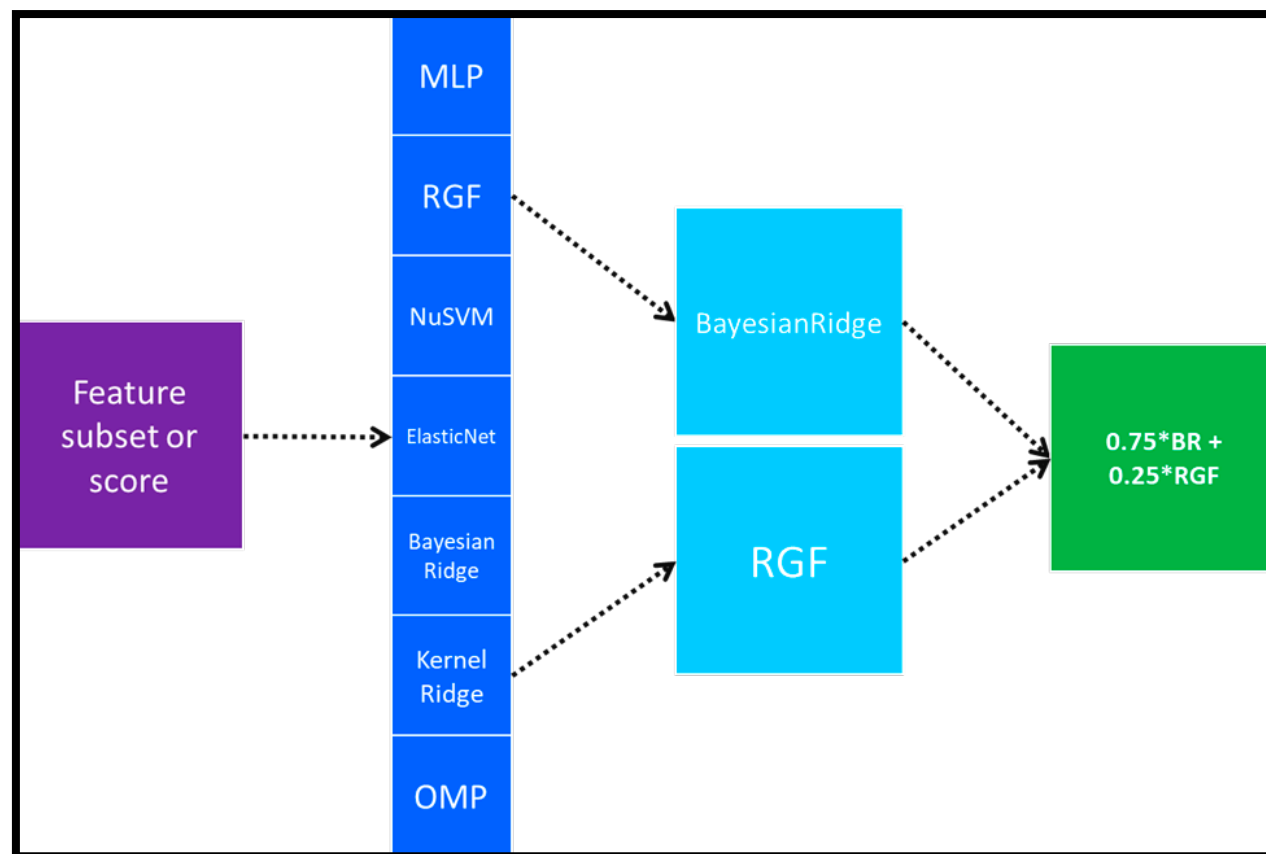 Feature
subset or
score
MLP
RGF
NuSVM
ElasticNet
Bayesian
Ridge
Kernel
Ridge
OMP
BayesianRidge
RGF
0.75*BR +
0.25*RGF